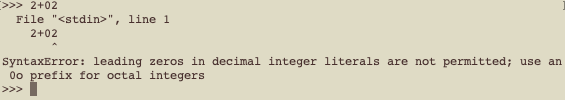 >>> 2+02
  File "<stdin>", line 1
    2+02
       ^
SyntaxError: leading zeros in decimal integer literals are not permitted; use an
 0o prefix for octal integers
>>>